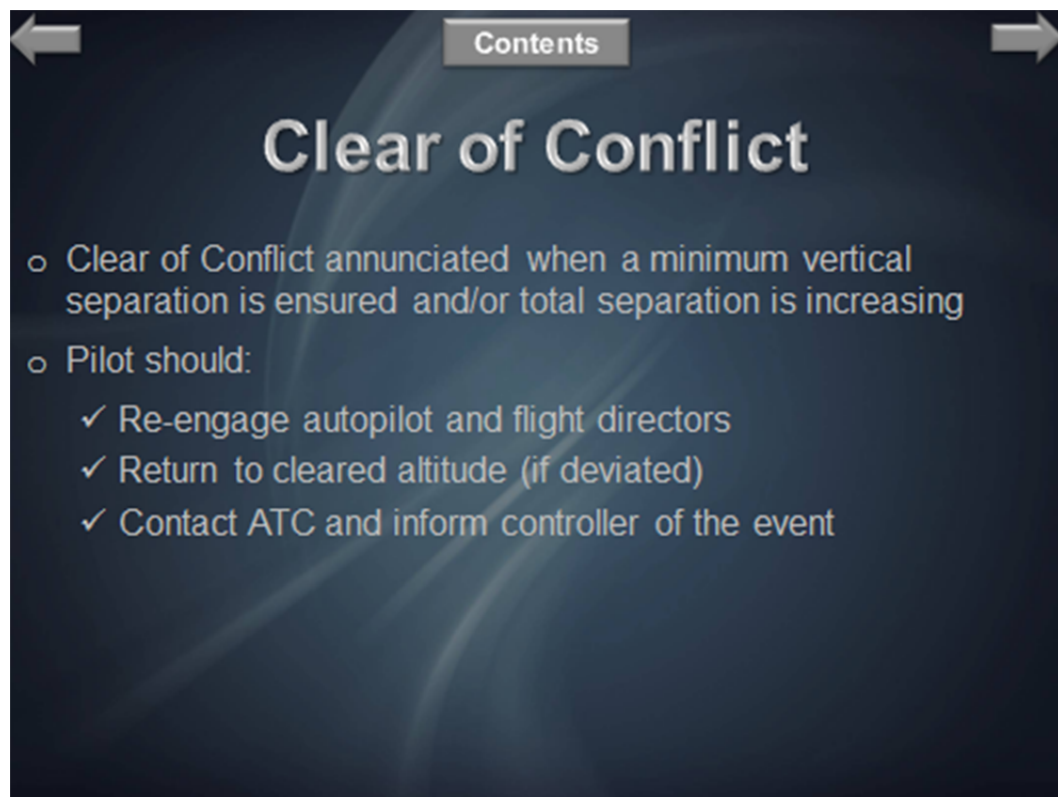 Contents
Clear of Conflict
o Clear of Conflict annunciated when a minimum vertical
separation is ensured and/or total separation is increasing
o Pilot should:
✓ Re-engage autopilot and flight directors
✓ Return to cleared altitude (if deviated)
✓ Contact ATC and inform controller of the event